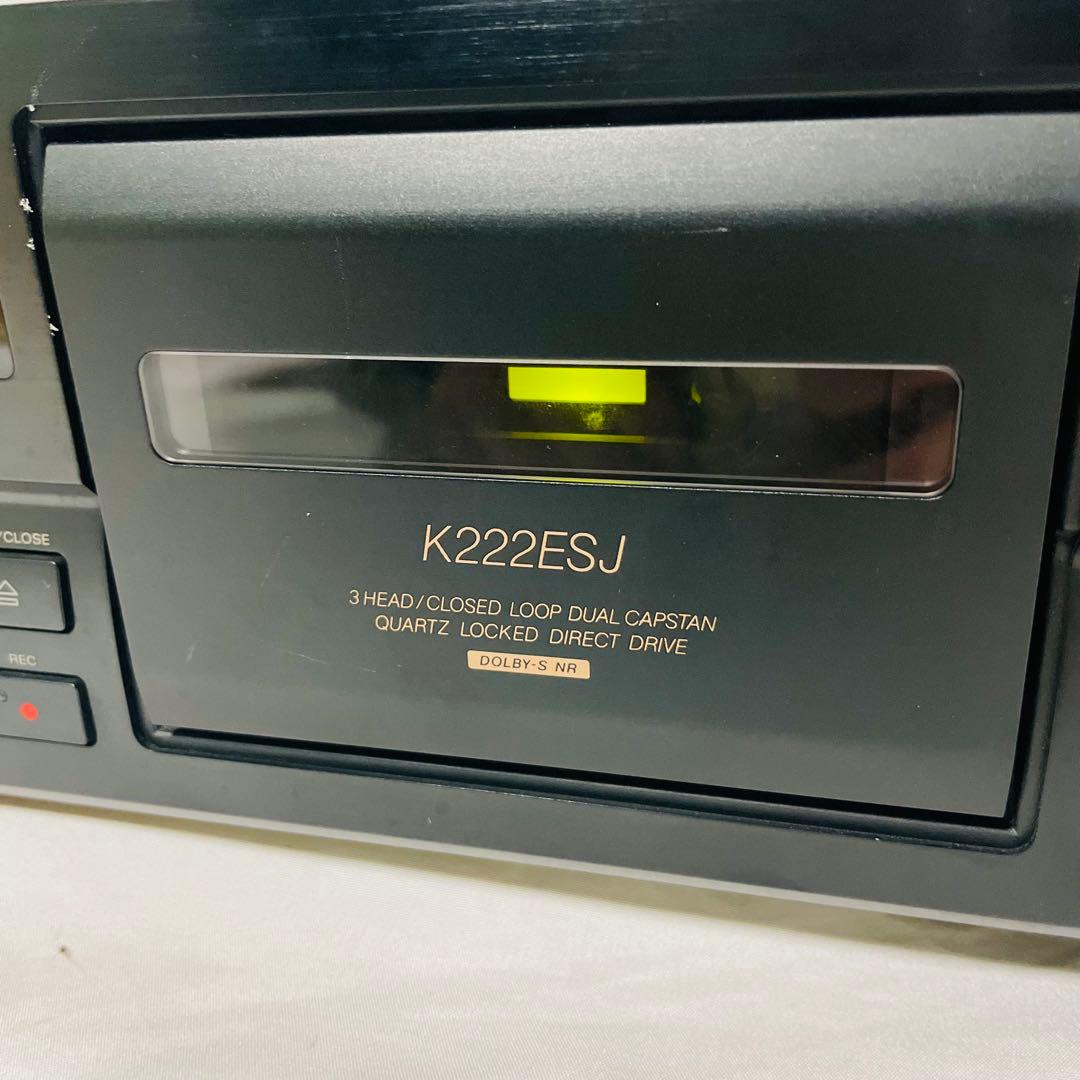 K222ESJ
3 HEAD/CLOSED LOOP DUAL CAPSTAN
QUARTZ LOCKED DIRECT DRIVE
DOLBY-S NR
/CLOSE
REC